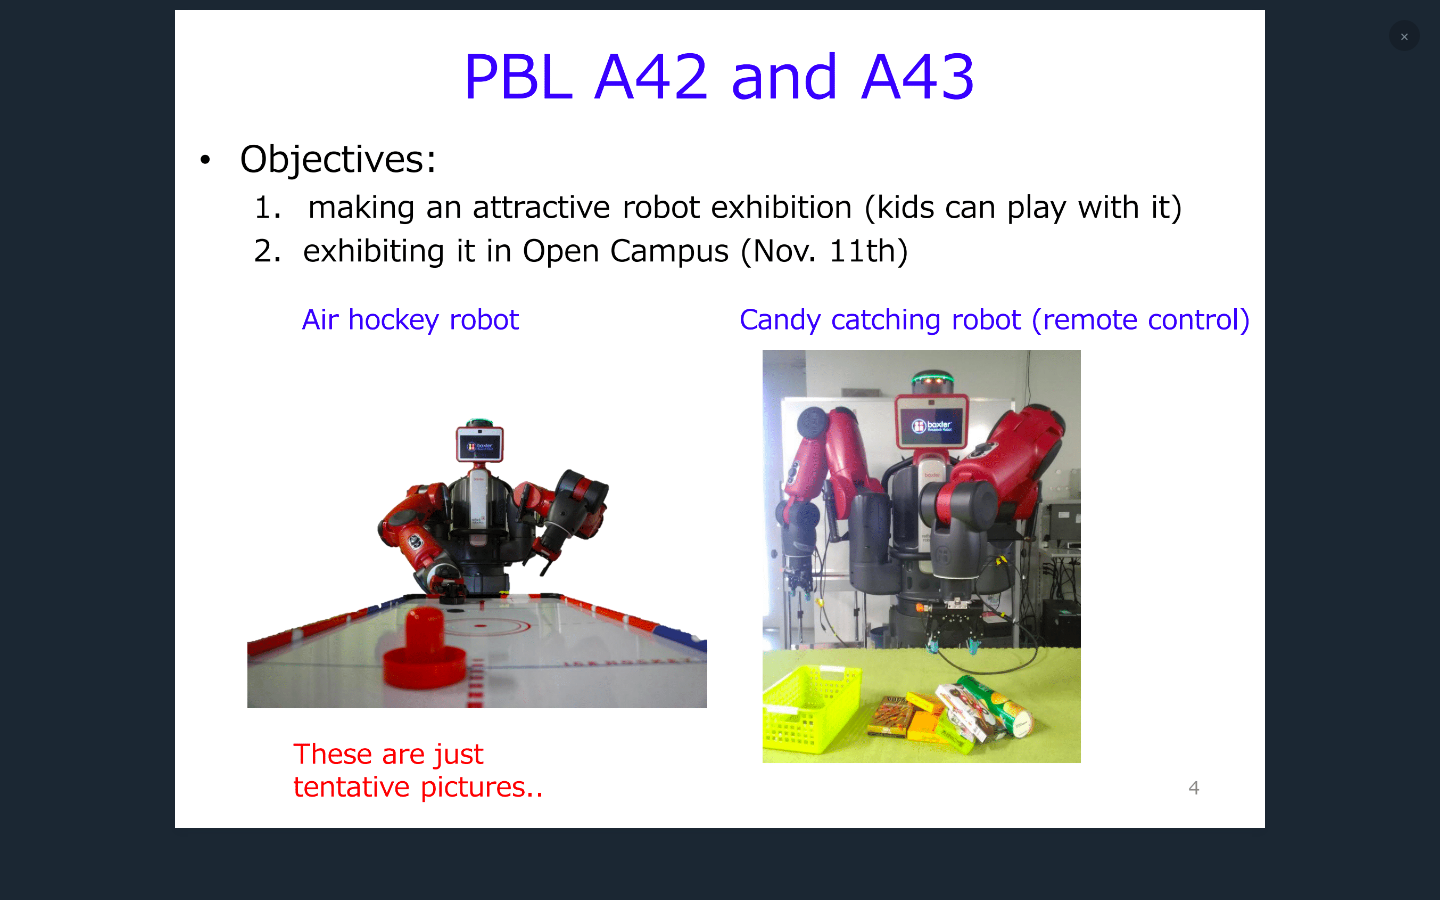 PBL A42 and A43
• Objectives:
1. making an attractive robot exhibition (kids can play with it)
2. exhibiting it in Open Campus (Nov. 11th)
Air hockey robot
Candy catching robot (remote control)
baxter
baxter
These are just
tentative pictures..
4